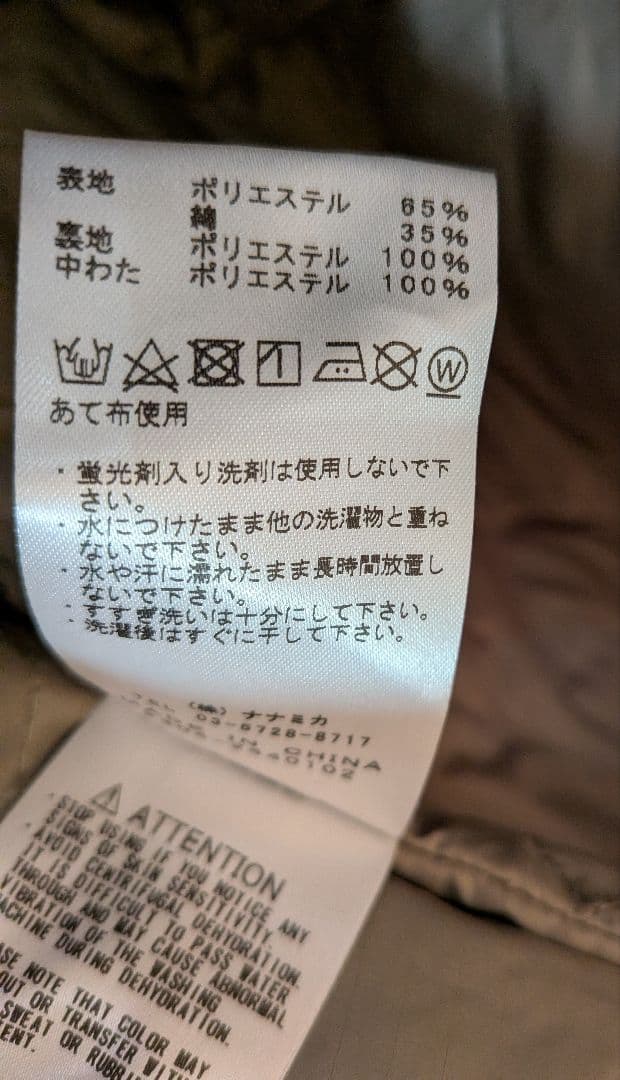 表地 ポリエステル 65%
綿 35%
裏地 ポリエステル 100%
中わた ポリエステル 100%
W
あて布使用
・蛍光剤入り洗剤は使用しないで下
さい。
・水につけたまま他の洗濯物と重ね
ないで下さい。
・水や汗に濡れたまま長時間放置し
ないで下さい。
・すすぎ洗いは十分にして下さい。
・洗濯後はすぐに干して下さい。
(株) ナナミカ
TEL 03-6728-8717
IN CHINA
ATTENTION
・STOP USING IF YOU NOTICE ANY
SIGNS OF SKIN SENSITIVITY.
・AVOID CENTRIFUGAL DEHYDRATION.
IT IS DIFFICULT TO PASS WATER
THROUGH AND MAY CAUSE ABNORMAL
VIBRATION OF THE WASHING
MACHINE DURING DEHYDRATION.
NOTE THAT COLOR MAY
OUT OR TRANSFER WITH
SWEAT OR